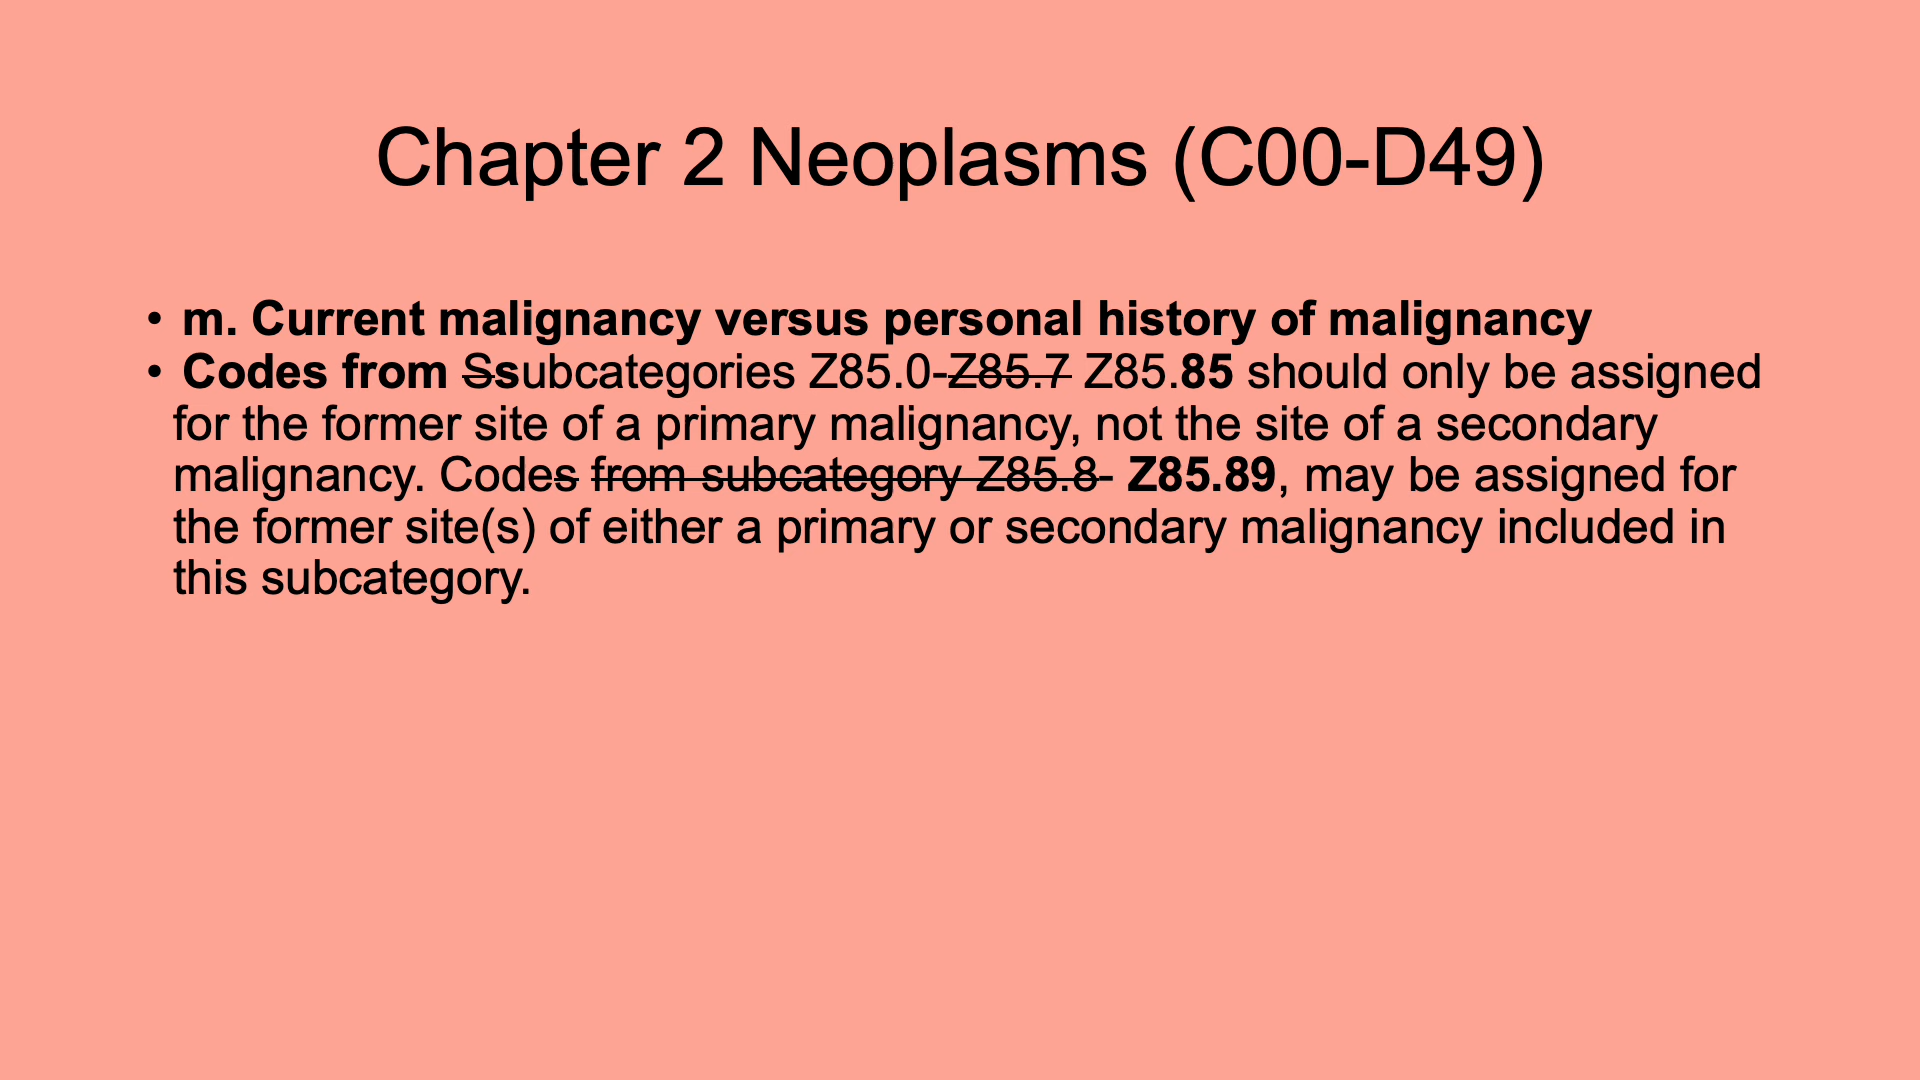 Chapter 2 Neoplasms (C00-D49)
• m. Current malignancy versus personal history of malignancy
• Codes from Ssubcategories Z85.0-Z85.7 Z85.85 should only be assigned
for the former site of a primary malignancy, not the site of a secondary
malignancy. Codes from subcategory Z85.8- Z85.89, may be assigned for
the former site(s) of either a primary or secondary malignancy included in
this subcategory.